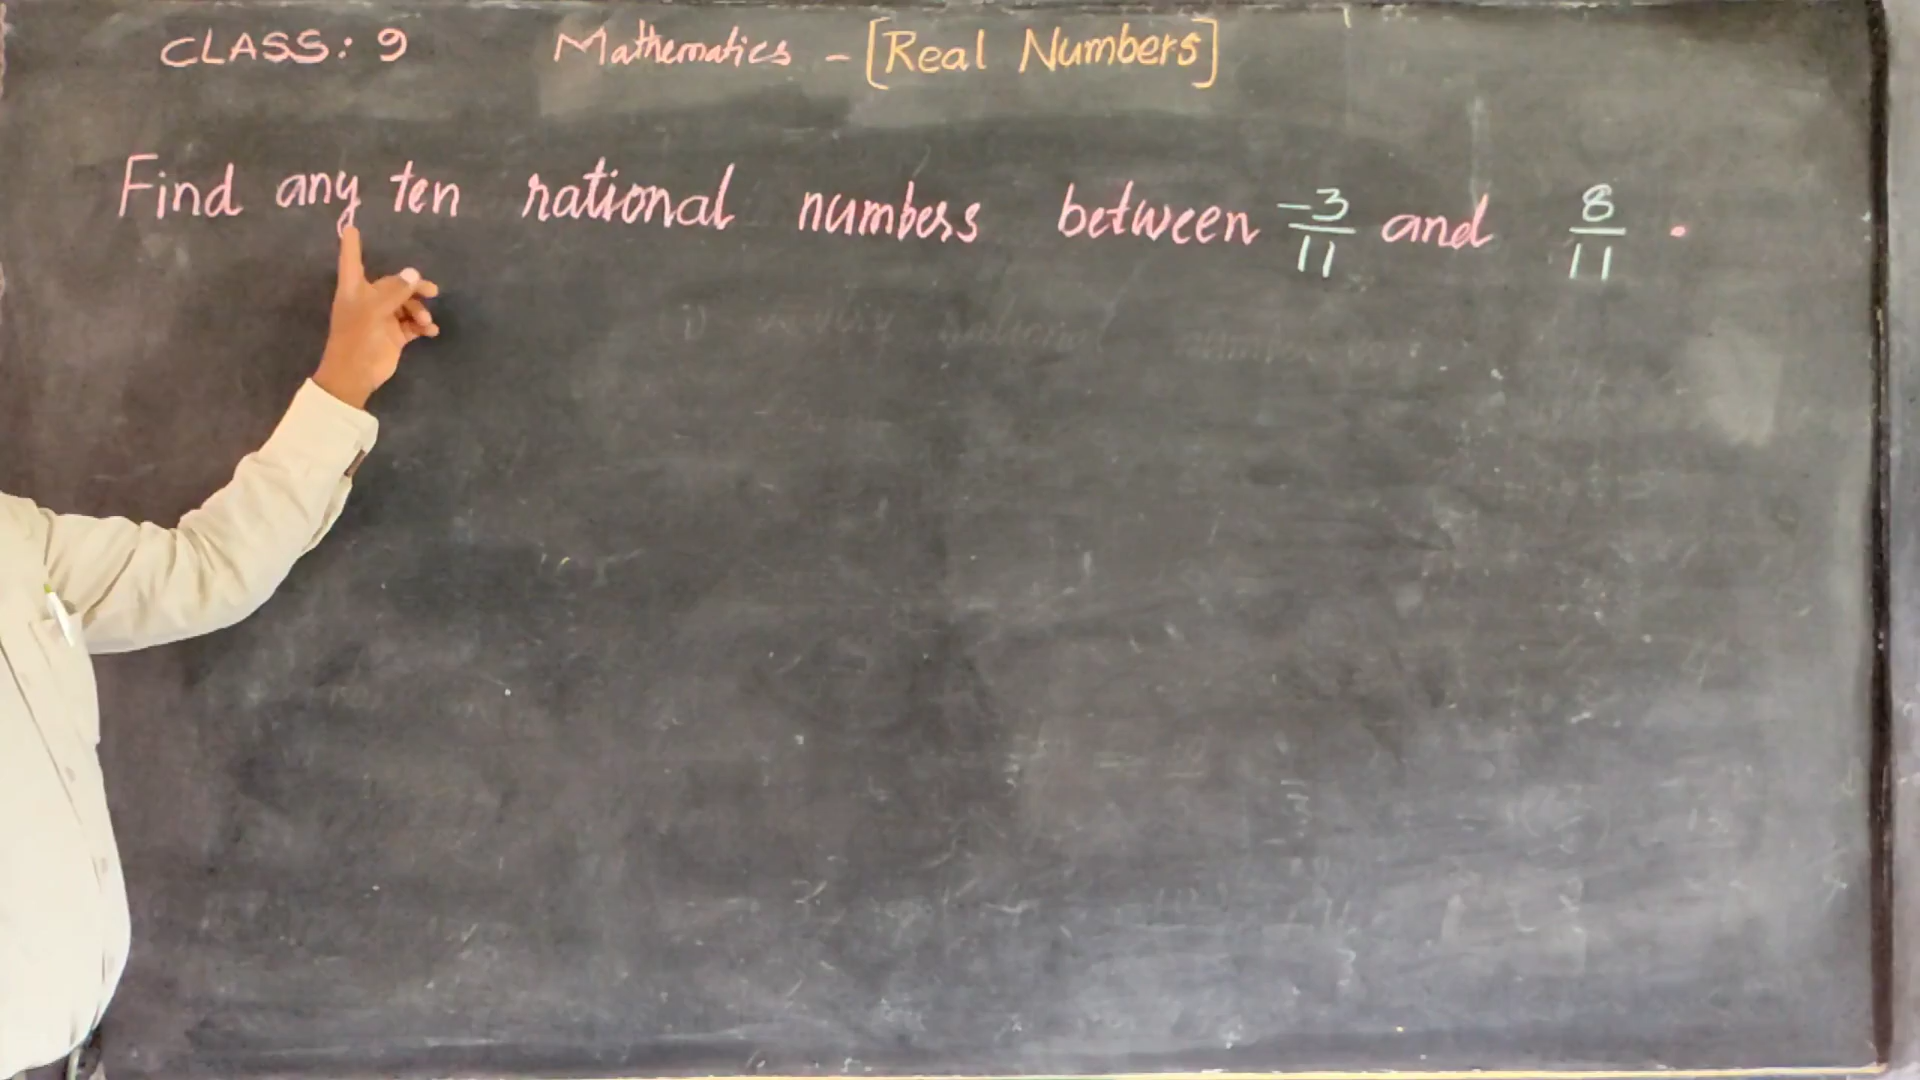 CLASS: 9 Mathematics - [Real Numbers]
Find any ten rational numbers between -3/11 and 8/11 .